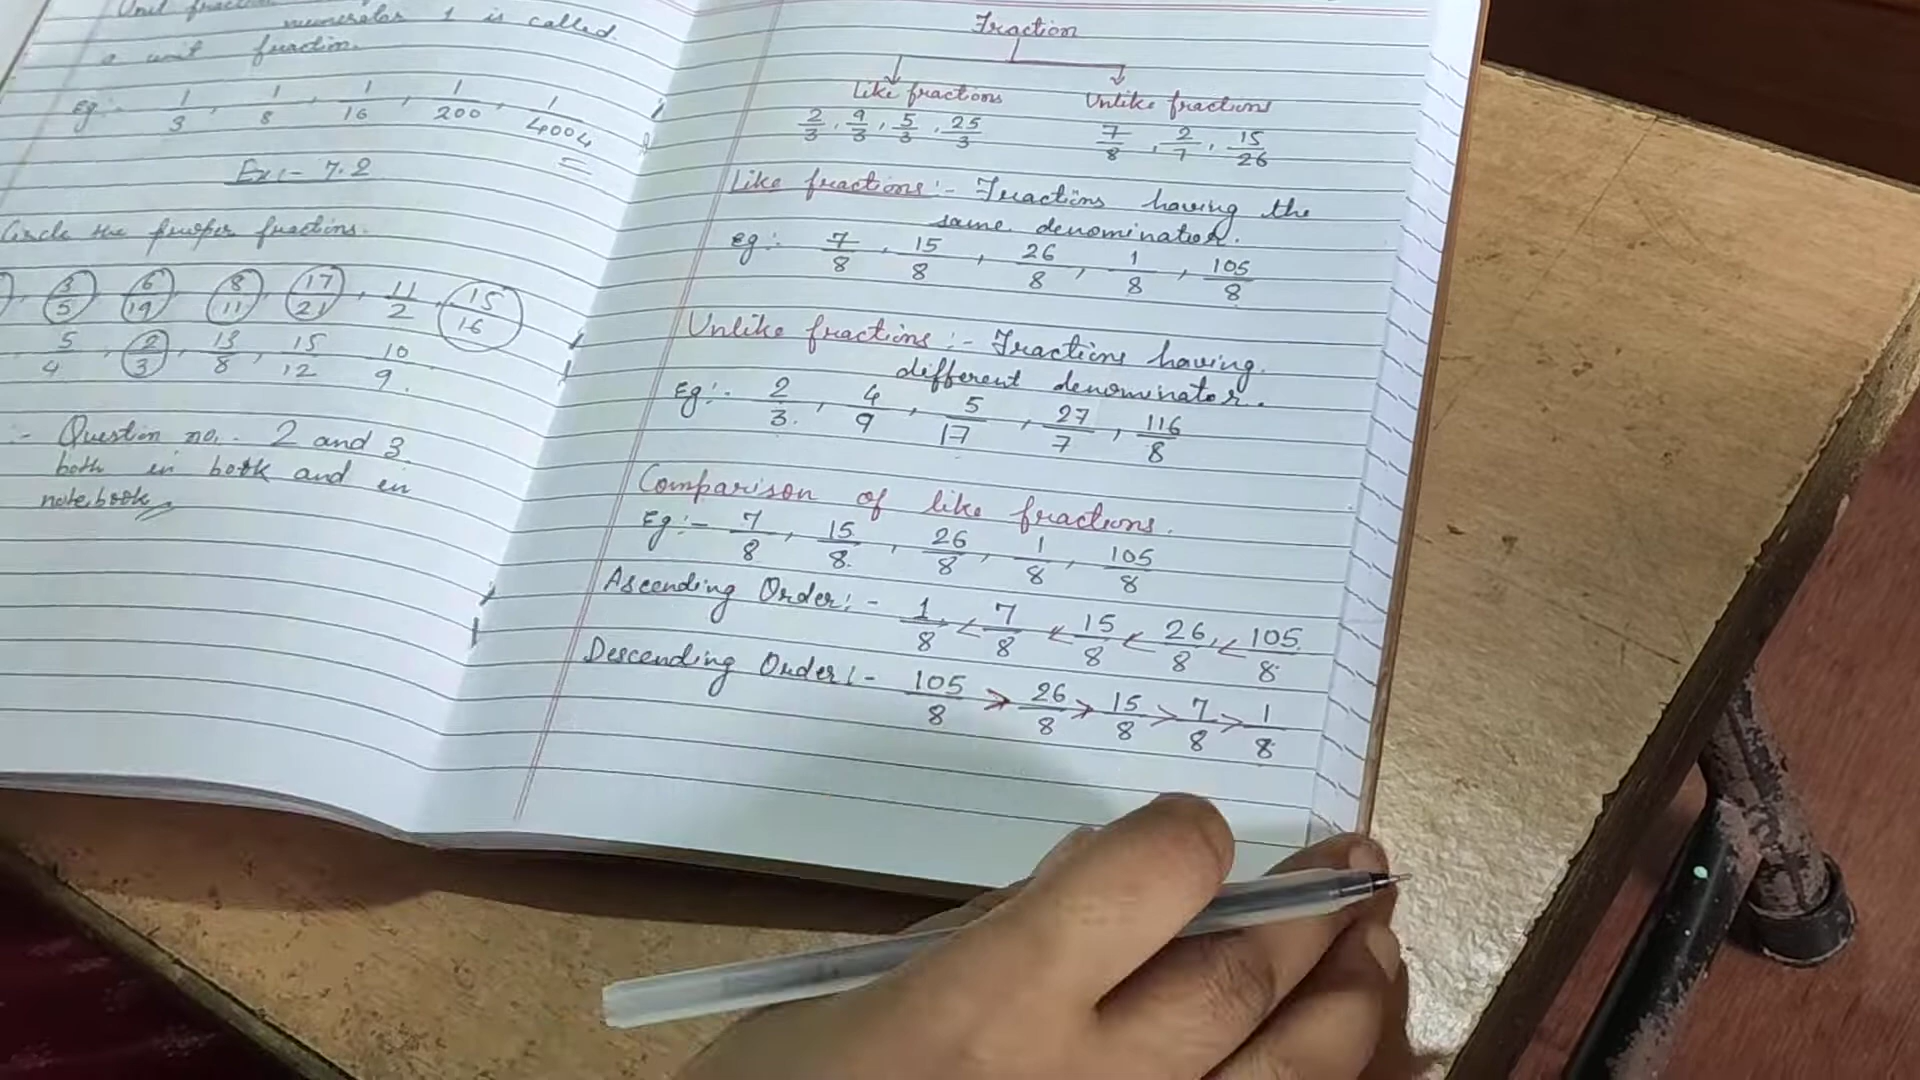 Unit
numerator 1 is called
a unit fraction.
Eg:- 1/3, 1/8, 1/16, 1/200, 1/4004
Ex:- 7.2
Circle the proper fractions.
3/5, 6/19, 8/11, 17/21, 11/2, 15/16
5/4, 2/3, 13/8, 15/12 10/9.
:- Question no. 2 and 3
both in book and in
notebook
Fraction
Like fractions Unlike fractions
2/3, 9/3, 5/3, 25/3 7/8, 2/7, 15/26
Like fractions:- Fractions having the
same denominator.
eg:- 7/8, 15/8, 26/8, 1/8, 105/8
Unlike fractions:- Fractions having
different denominator.
Eg:- 2/3, 4/9, 5/17, 27/7, 116/8
Comparison of like fractions.
Eg:- 7/8, 15/8, 26/8, 1/8, 105/8
Ascending Order:- 1/8 < 7/8 < 15/8 < 26/8 < 105/8
Descending Order:- 105/8 > 26/8 > 15/8 > 7/8 > 1/8